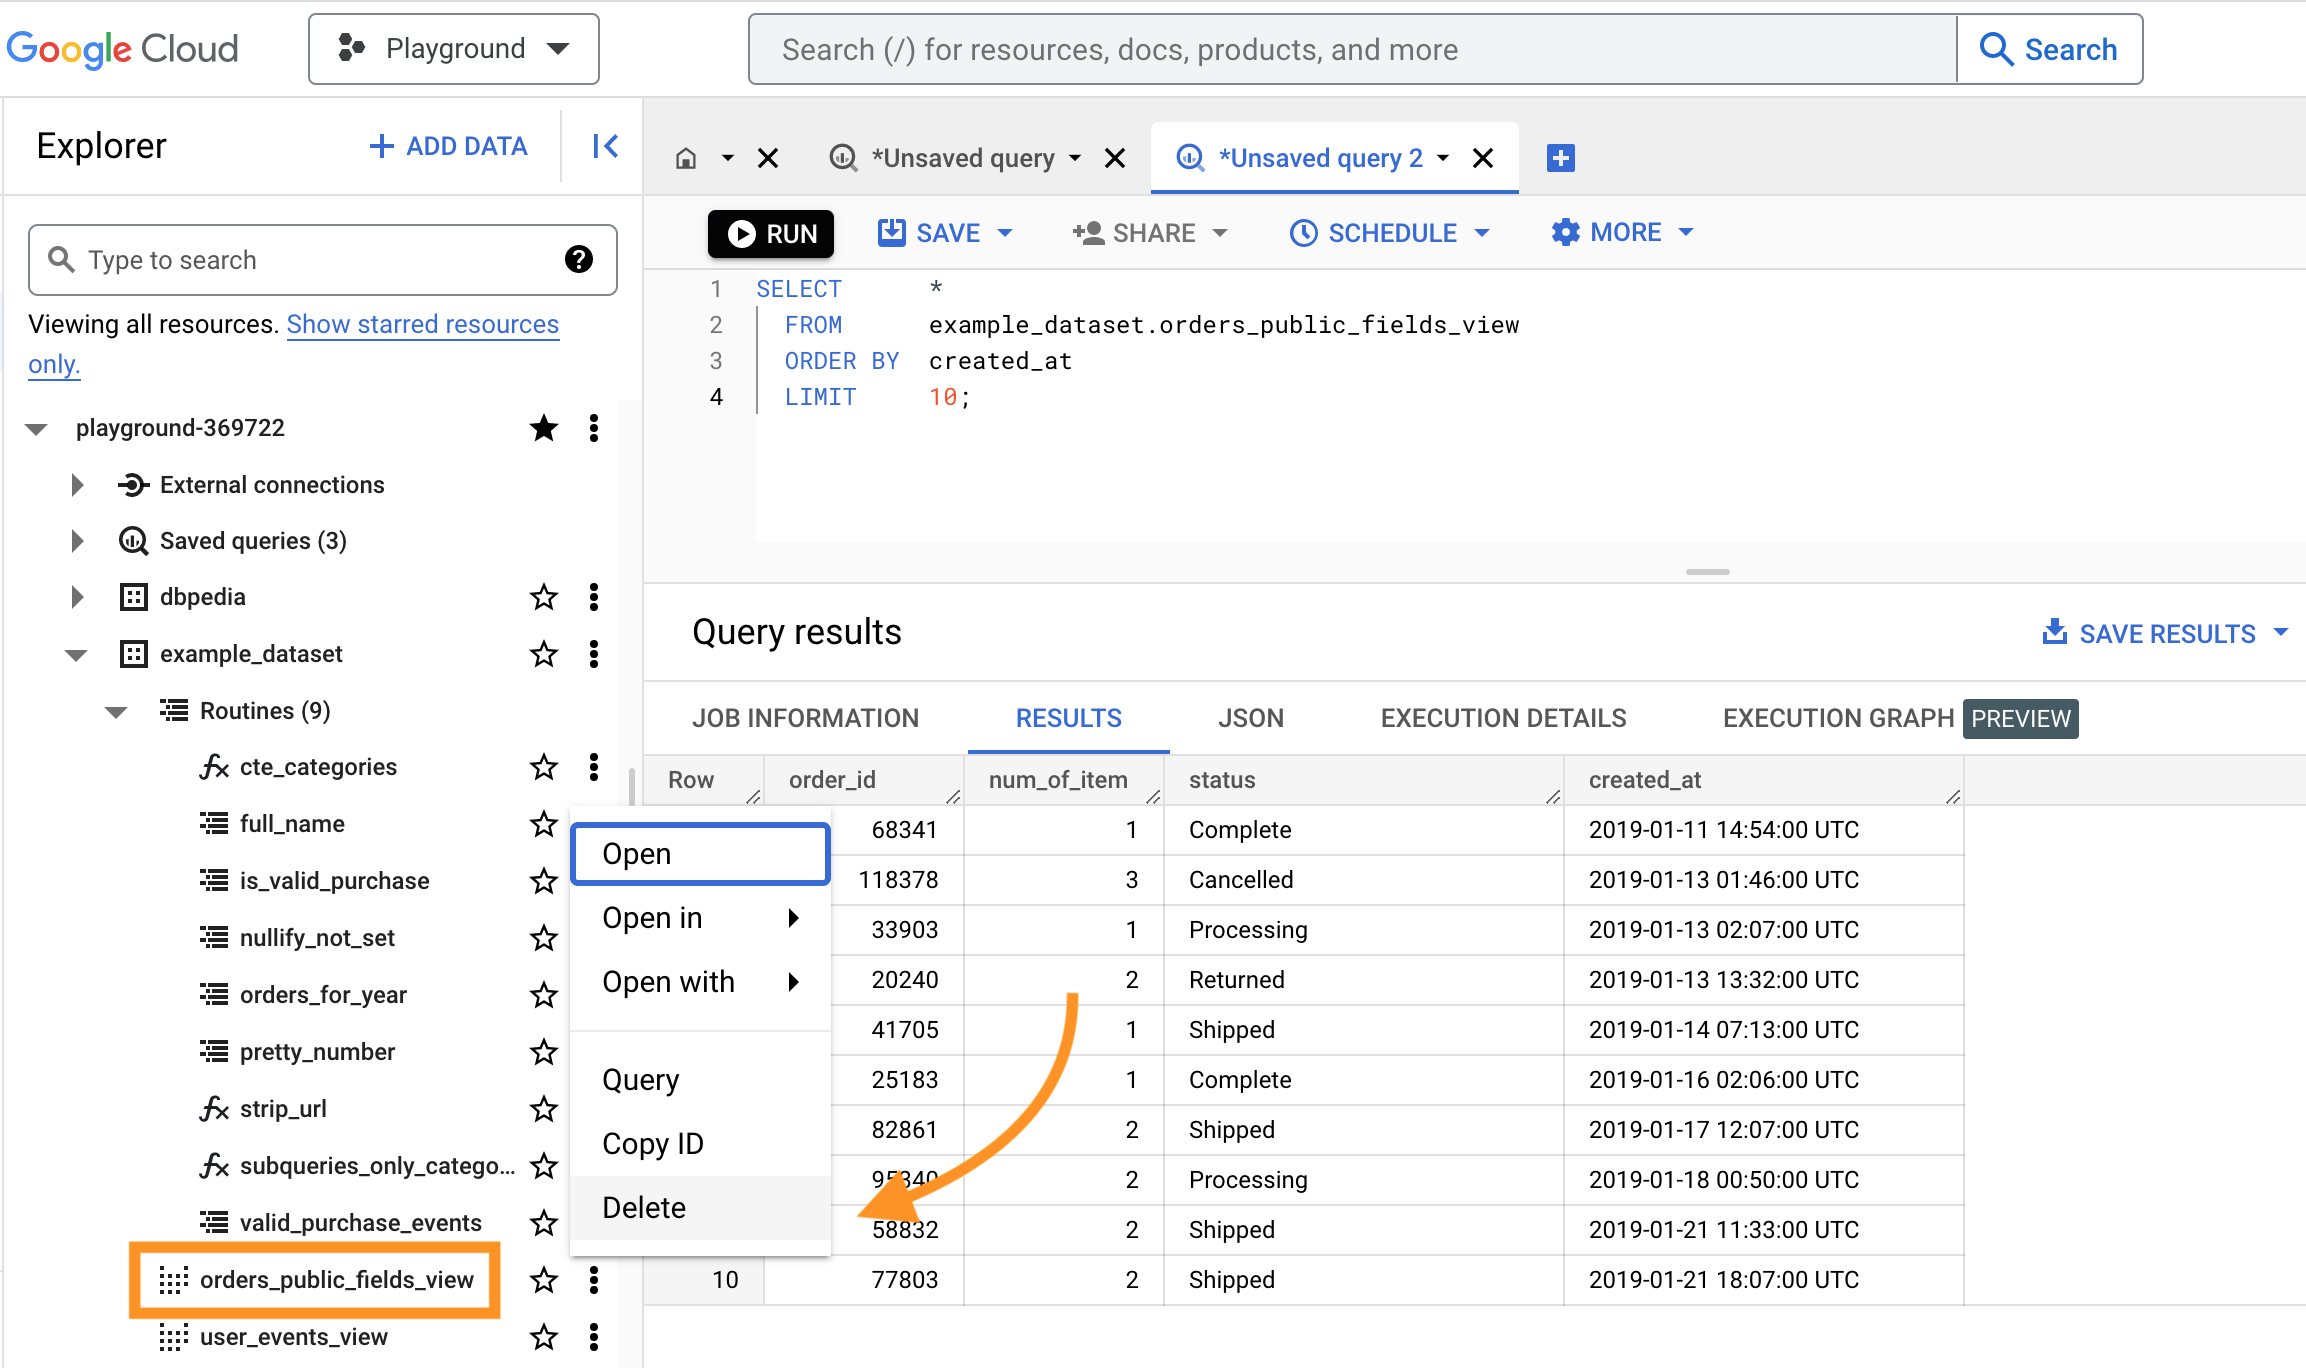 Google Cloud
Playground
Search (/) for resources, docs, products, and more
Search
Explorer
ADD DATA
*Unsaved query
*Unsaved query 2
RUN
SAVE
SHARE
SCHEDULE
MORE
Type to search
Viewing all resources. Show starred resources
only.
1 SELECT *
2 FROM example_dataset.orders_public_fields_view
3 ORDER BY created_at
4 LIMIT 10;
playground-369722
External connections
Saved queries (3)
dbpedia
example_dataset
Routines (9)
cte_categories
full_name
is_valid_purchase
nullify_not_set
orders_for_year
pretty_number
strip_url
subqueries_only_catego...
valid_purchase_events
orders_public_fields_view
user_events_view
Open
Open in
Open with
Query
Copy ID
Delete
Query results
SAVE RESULTS
JOB INFORMATION
RESULTS
JSON
EXECUTION DETAILS
EXECUTION GRAPH PREVIEW
Row order_id num_of_item status created_at
68341 1 Complete 2019-01-11 14:54:00 UTC
118378 3 Cancelled 2019-01-13 01:46:00 UTC
33903 1 Processing 2019-01-13 02:07:00 UTC
20240 2 Returned 2019-01-13 13:32:00 UTC
41705 1 Shipped 2019-01-14 07:13:00 UTC
25183 1 Complete 2019-01-16 02:06:00 UTC
82861 2 Shipped 2019-01-17 12:07:00 UTC
2 Processing 2019-01-18 00:50:00 UTC
58832 2 Shipped 2019-01-21 11:33:00 UTC
10 77803 2 Shipped 2019-01-21 18:07:00 UTC